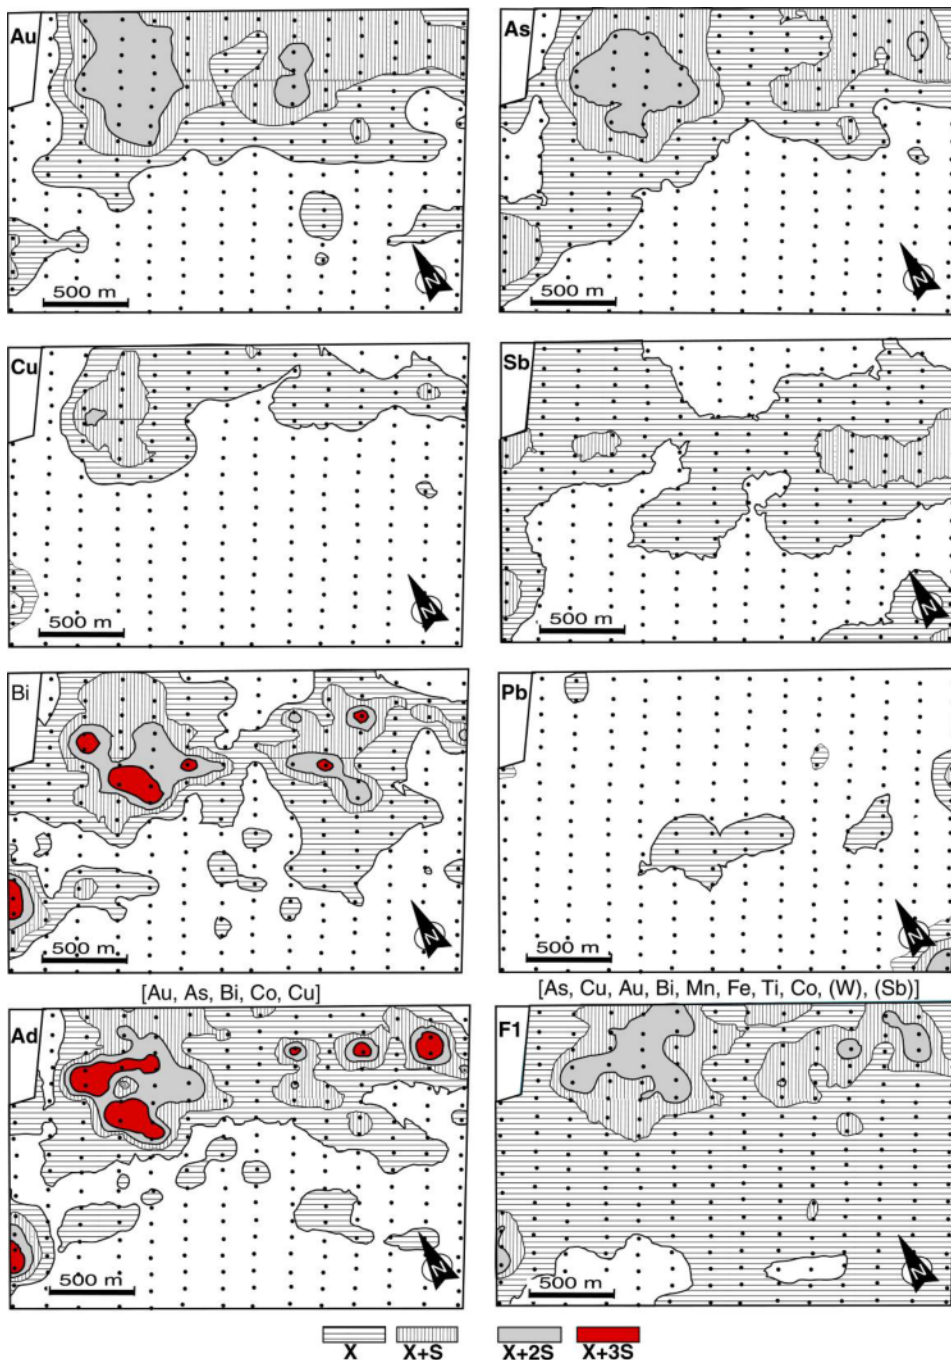 Au
N
500 m
As
N
500 m
Cu
N
500 m
Sb
N
500 m
Bi
N
500 m
Pb
N
500 m
[Au, As, Bi, Co, Cu]
[As, Cu, Au, Bi, Mn, Fe, Ti, Co, (W), (Sb)]
Ad
N
500 m
F1
N
500 m
X X+S X+2S X+3S